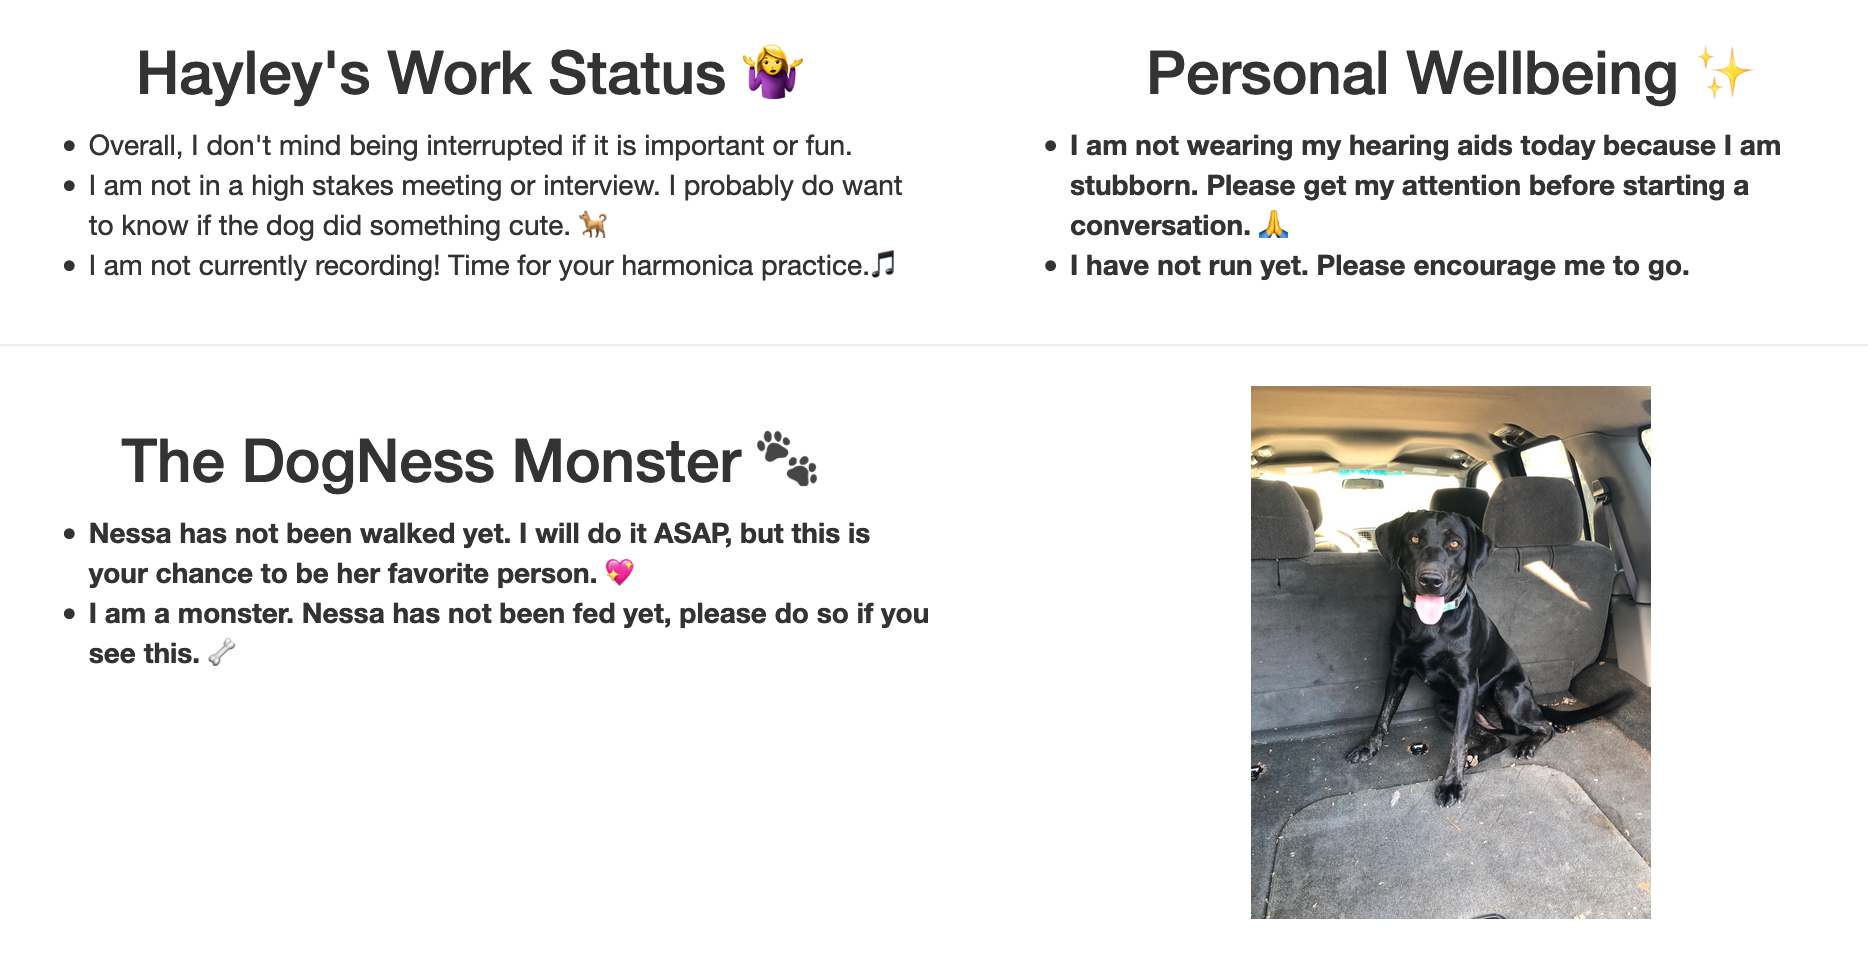 Hayley's Work Status 🤷‍♀️
• Overall, I don't mind being interrupted if it is important or fun.
• I am not in a high stakes meeting or interview. I probably do want
to know if the dog did something cute. 🐕
• I am not currently recording! Time for your harmonica practice.🎵
Personal Wellbeing ✨
• I am not wearing my hearing aids today because I am
stubborn. Please get my attention before starting a
conversation. 🙏
• I have not run yet. Please encourage me to go.
The DogNess Monster 🐾
• Nessa has not been walked yet. I will do it ASAP, but this is
your chance to be her favorite person. 💖
• I am a monster. Nessa has not been fed yet, please do so if you
see this. 🦴